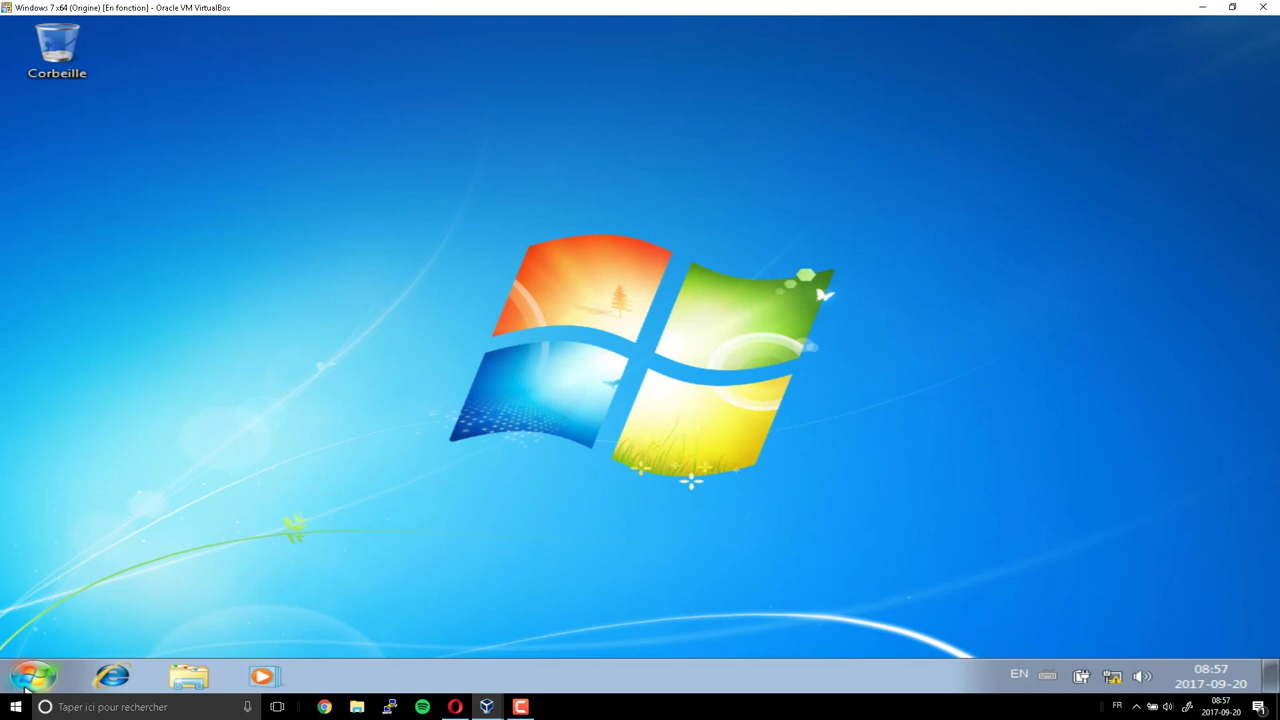 Windows 7 x64 (Origine) [En fonction] - Oracle VM VirtualBox
Corbeille
EN
08:57
2017-09-20
Taper ici pour rechercher
FR
08:57
2017-09-20
1